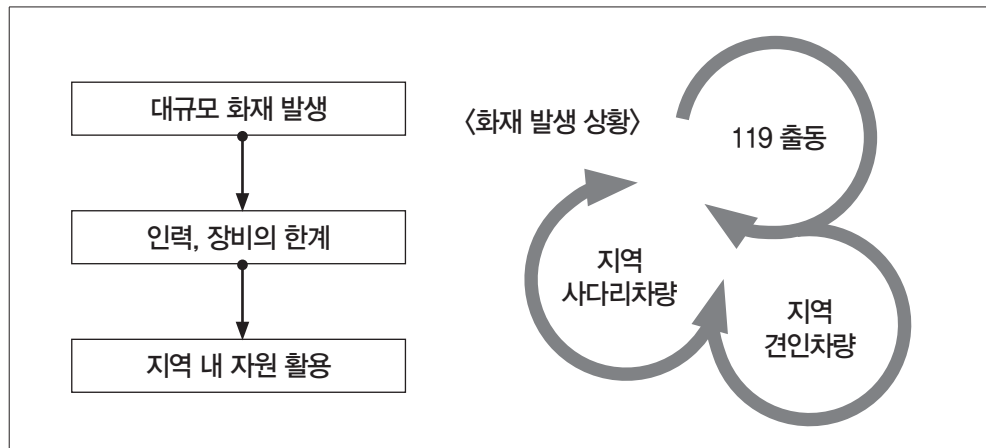 대규모 화재 발생
인력, 장비의 한계
지역 내 자원 활용
〈화재 발생 상황〉
119 출동
지역
사다리차량
지역
견인차량